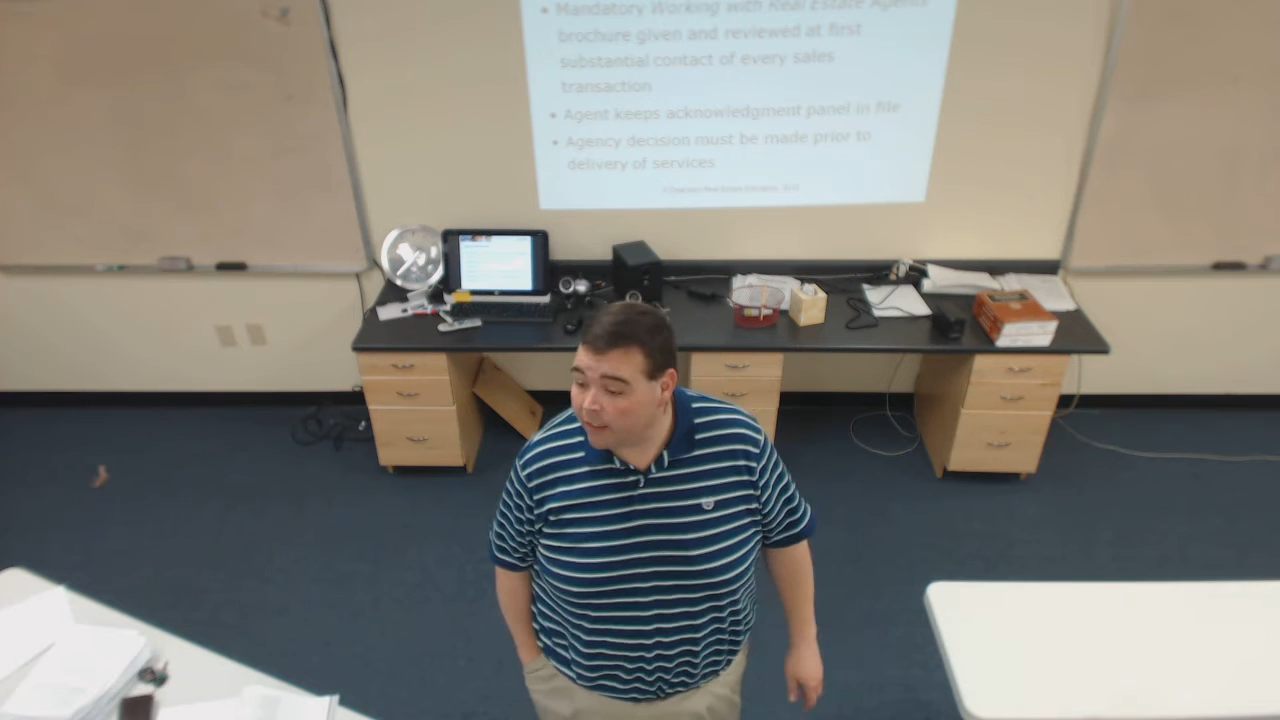 • Mandatory Working with Real Estate Agents
brochure given and reviewed at first
substantial contact of every sales
transaction
• Agent keeps acknowledgment panel in file
• Agency decision must be made prior to
delivery of services